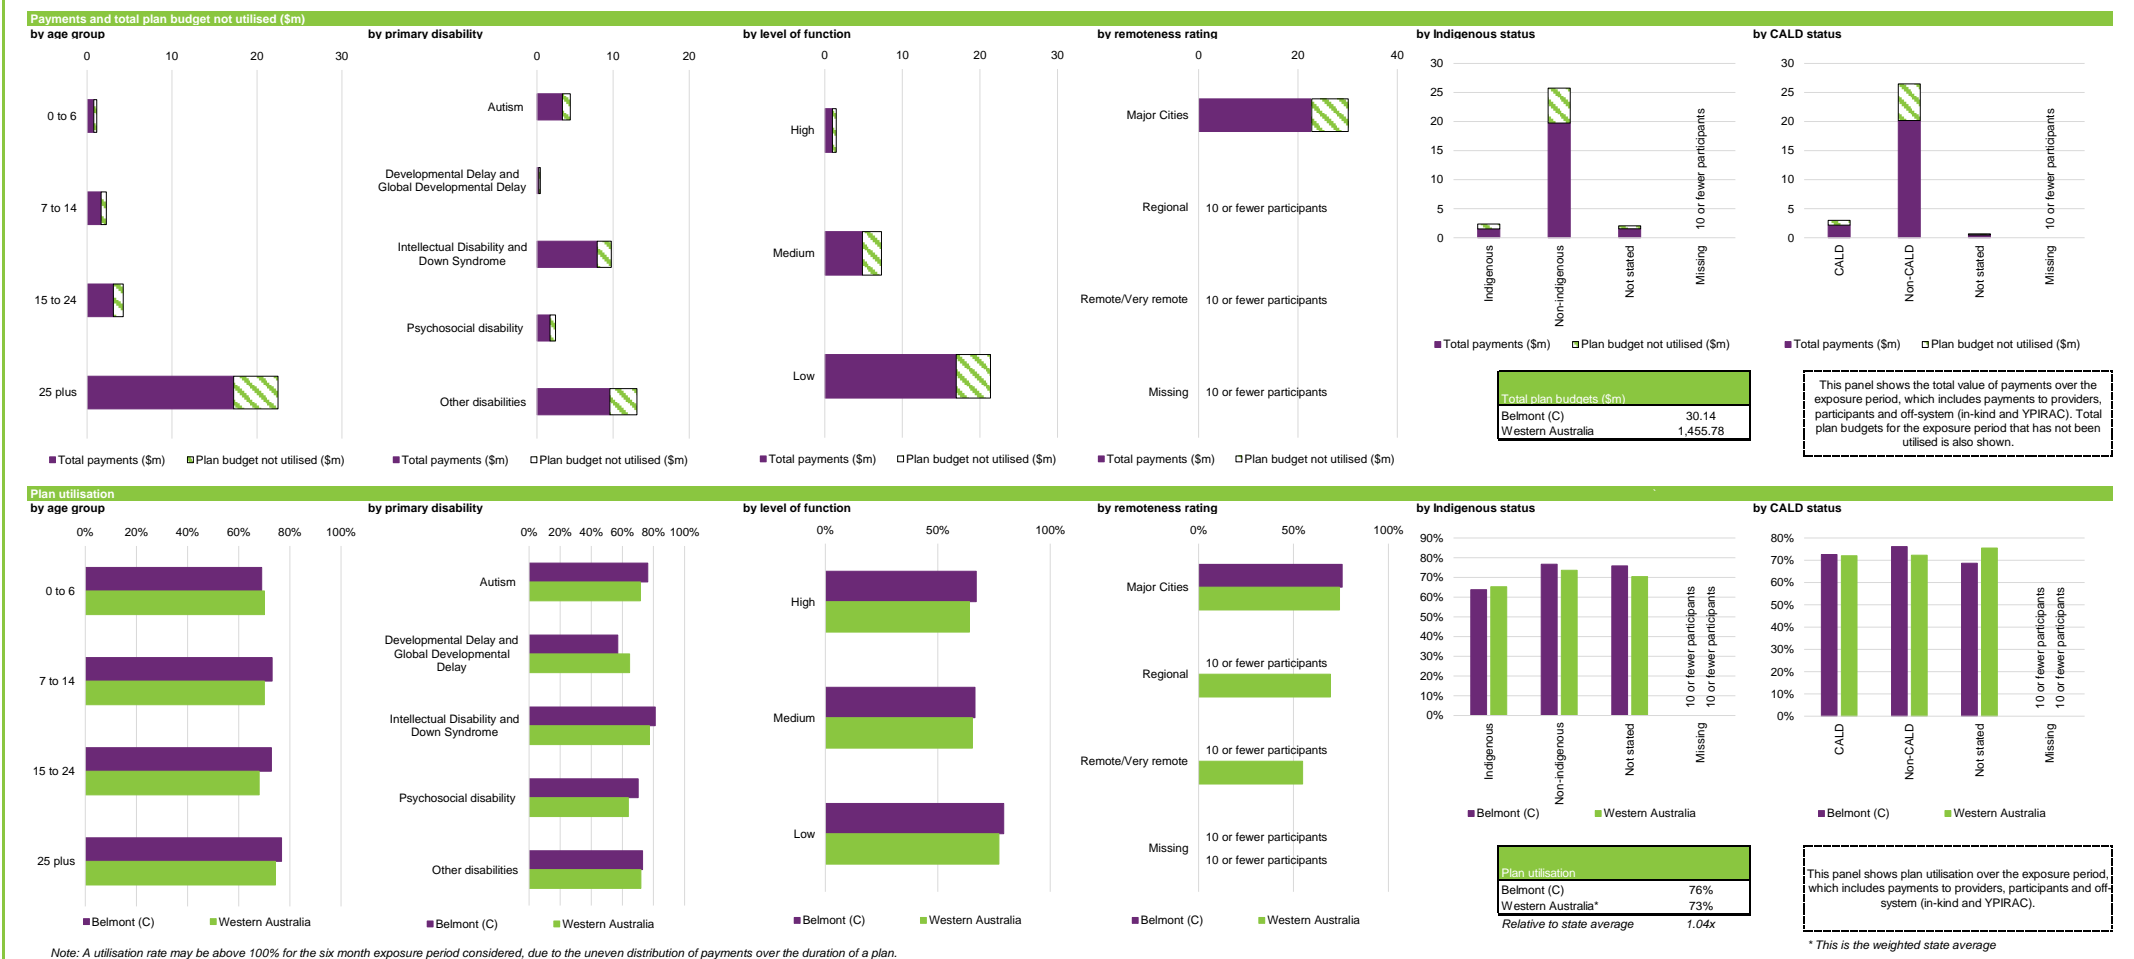 Payments and total plan budget not utilised ($m)
by age group
0 10 20 30
0 to 6
7 to 14
15 to 24
25 plus
Total payments ($m) Plan budget not utilised ($m)
by primary disability
0 10 20
Autism
Developmental Delay and
Global Developmental Delay
Intellectual Disability and
Down Syndrome
Psychosocial disability
Other disabilities
Total payments ($m) Plan budget not utilised ($m)
by level of function
0 10 20 30
High
Medium
Low
Total payments ($m) Plan budget not utilised ($m)
by remoteness rating
0 20 40
Major Cities
Regional 10 or fewer participants
Remote/Very remote 10 or fewer participants
Missing 10 or fewer participants
Total payments ($m) Plan budget not utilised ($m)
by Indigenous status
30
25
20
15
10
5
0
10 or fewer participants
Indigenous
Non-indigenous
Not stated
Missing
Total payments ($m) Plan budget not utilised ($m)
Total plan budgets ($m)
Belmont (C) 30.14
Western Australia 1,455.78
by CALD status
30
25
20
15
10
5
0
10 or fewer participants
CALD
Non-CALD
Not stated
Missing
Total payments ($m) Plan budget not utilised ($m)
This panel shows the total value of payments over the
exposure period, which includes payments to providers,
participants and off-system (in-kind and YPIRAC). Total
plan budgets for the exposure period that has not been
utilised is also shown.
Plan utilisation
by age group
0% 20% 40% 60% 80% 100%
0 to 6
7 to 14
15 to 24
25 plus
Belmont (C) Western Australia
by primary disability
0% 20% 40% 60% 80% 100%
Autism
Developmental Delay and
Global Developmental
Delay
Intellectual Disability and
Down Syndrome
Psychosocial disability
Other disabilities
Belmont (C) Western Australia
by level of function
0% 50% 100%
High
Medium
Low
Belmont (C) Western Australia
by remoteness rating
0% 50% 100%
Major Cities
10 or fewer participants
Regional
10 or fewer participants
Remote/Very remote
10 or fewer participants
Missing
10 or fewer participants
Belmont (C) Western Australia
by Indigenous status
90%
80%
70%
60%
50%
40%
30%
20%
10%
0%
10 or fewer participants
10 or fewer participants
Indigenous
Non-indigenous
Not stated
Missing
Belmont (C) Western Australia
Plan utilisation
Belmont (C) 76%
Western Australia* 73%
Relative to state average 1.04x
by CALD status
80%
70%
60%
50%
40%
30%
20%
10%
0%
10 or fewer participants
10 or fewer participants
CALD
Non-CALD
Not stated
Missing
Belmont (C) Western Australia
This panel shows plan utilisation over the exposure period,
which includes payments to providers, participants and off-
system (in-kind and YPIRAC).
* This is the weighted state average
Note: A utilisation rate may be above 100% for the six month exposure period considered, due to the uneven distribution of payments over the duration of a plan.